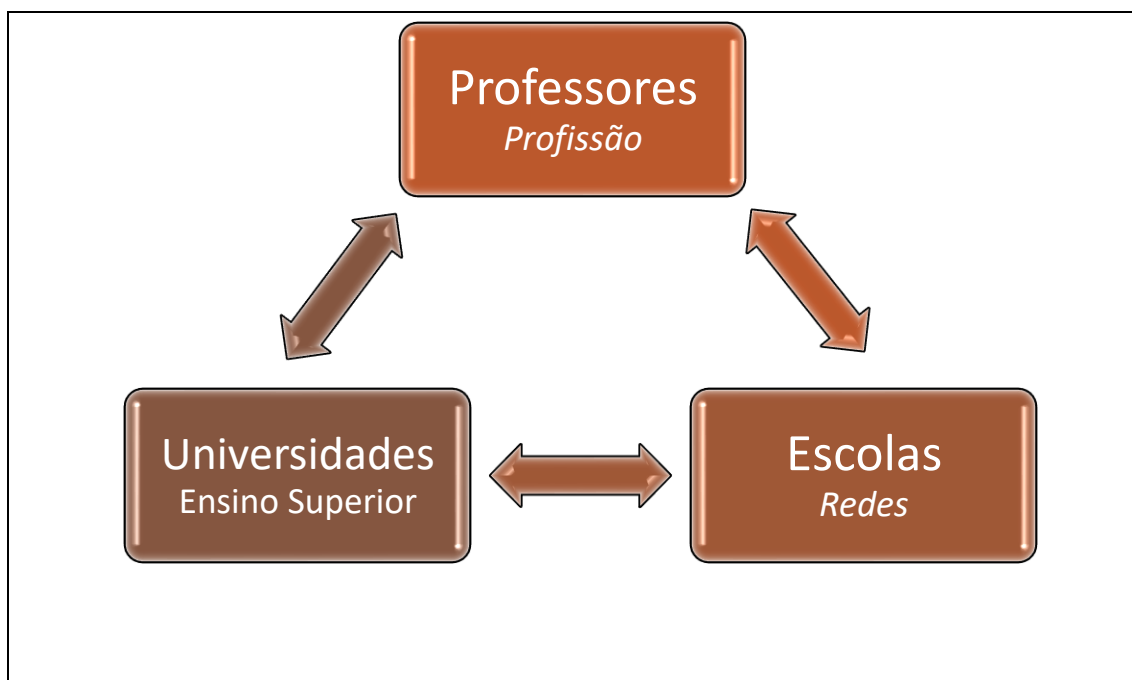 Professores
Profissão
Universidades
Ensino Superior
Escolas
Redes